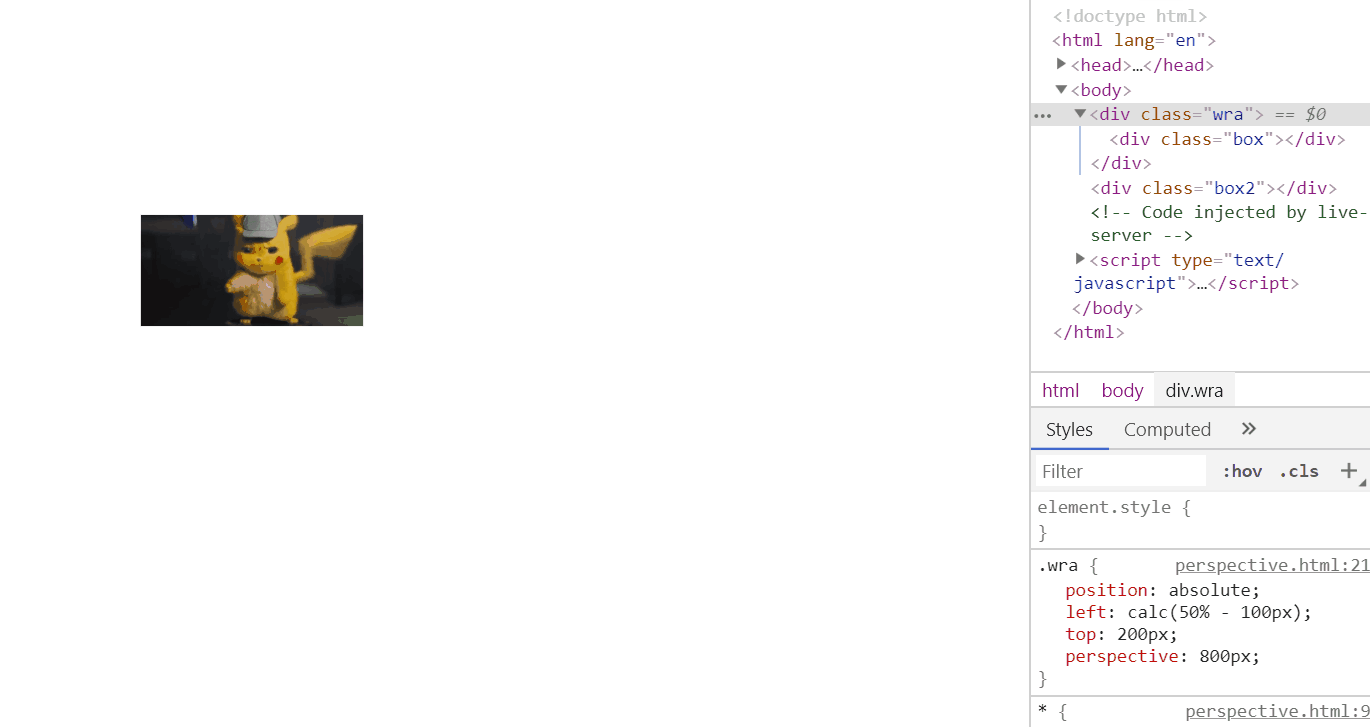 <!doctype html>
<html lang="en">
<head>…</head>
<body>
… <div class="wra"> == $0
<div class="box"></div>
</div>
<div class="box2"></div>
<!-- Code injected by live-
server -->
<script type="text/
javascript">…</script>
</body>
</html>
html body div.wra
Styles Computed »
Filter :hov .cls +
element.style {
}
.wra { perspective.html:21
position: absolute;
left: calc(50% - 100px);
top: 200px;
perspective: 800px;
}
* { perspective.html:9